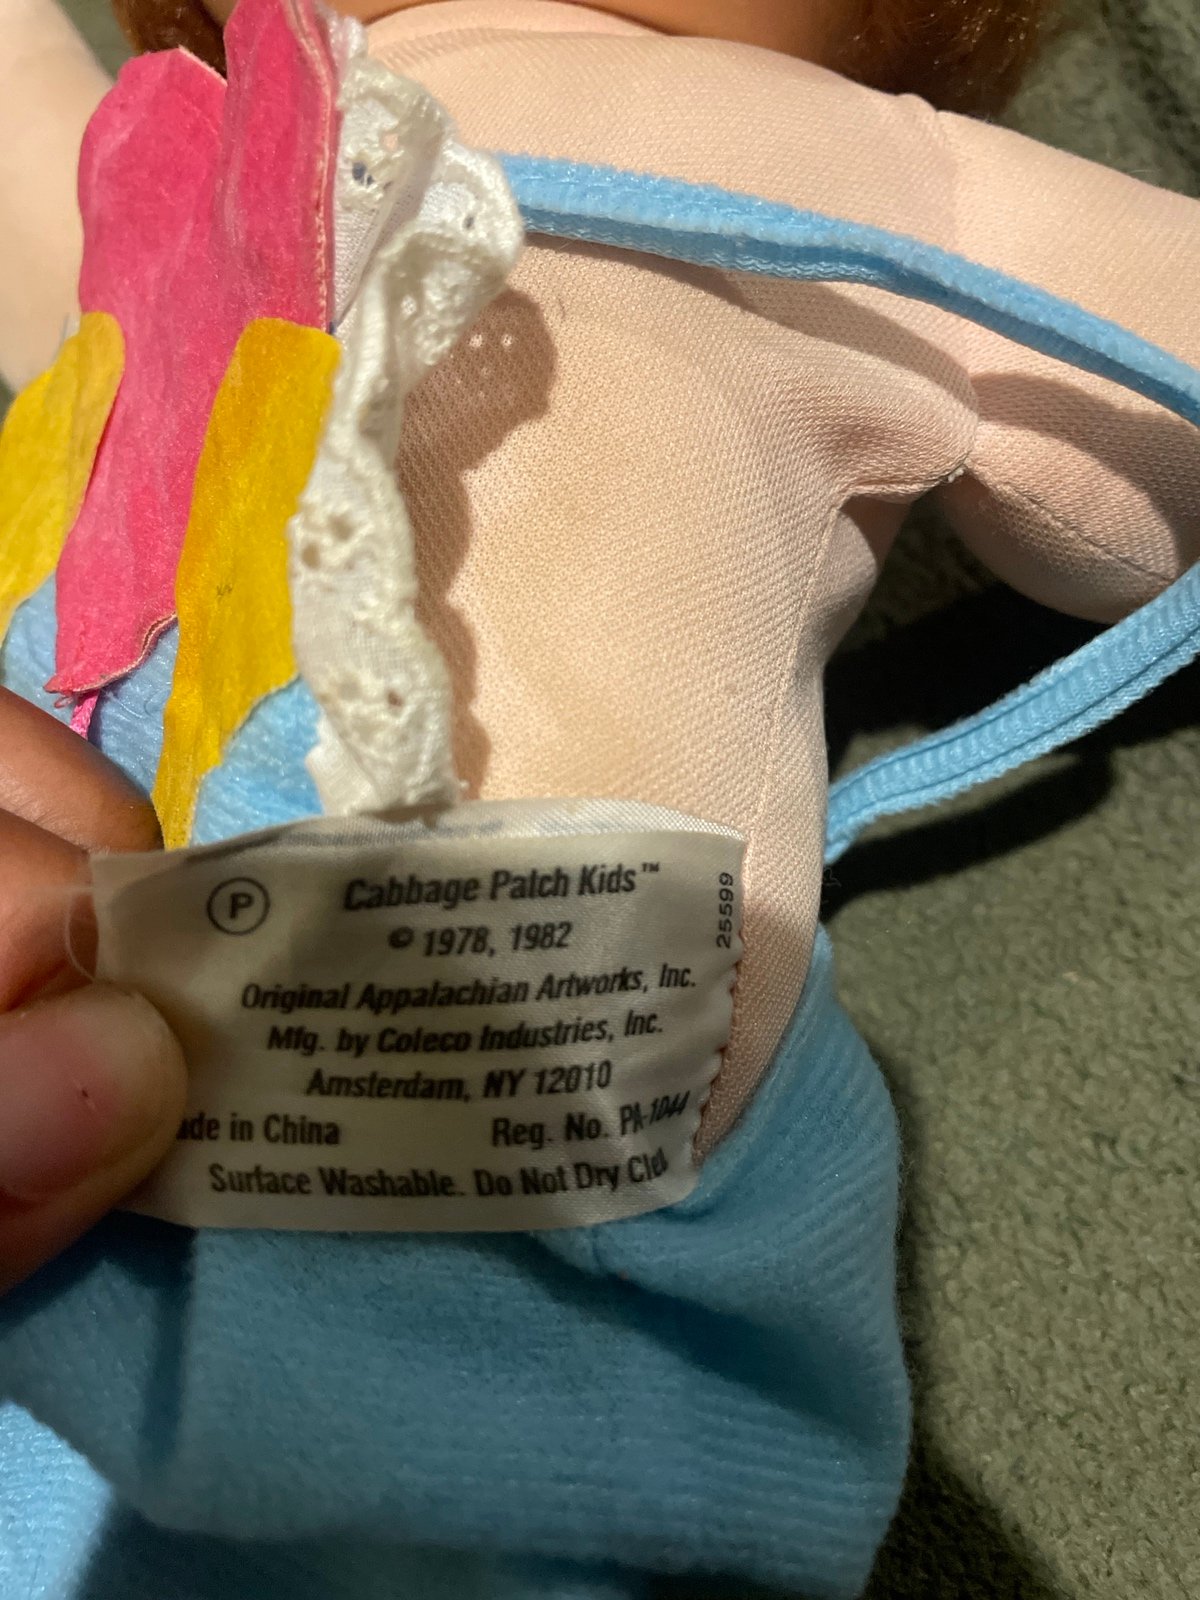 P
Cabbage Patch Kids™
© 1978, 1982
Original Appalachian Artworks, Inc.
Mfg. by Coleco Industries, Inc.
Amsterdam, NY 12010
ade in China Reg. No. PA-1044
Surface Washable. Do Not Dry Cle
25599